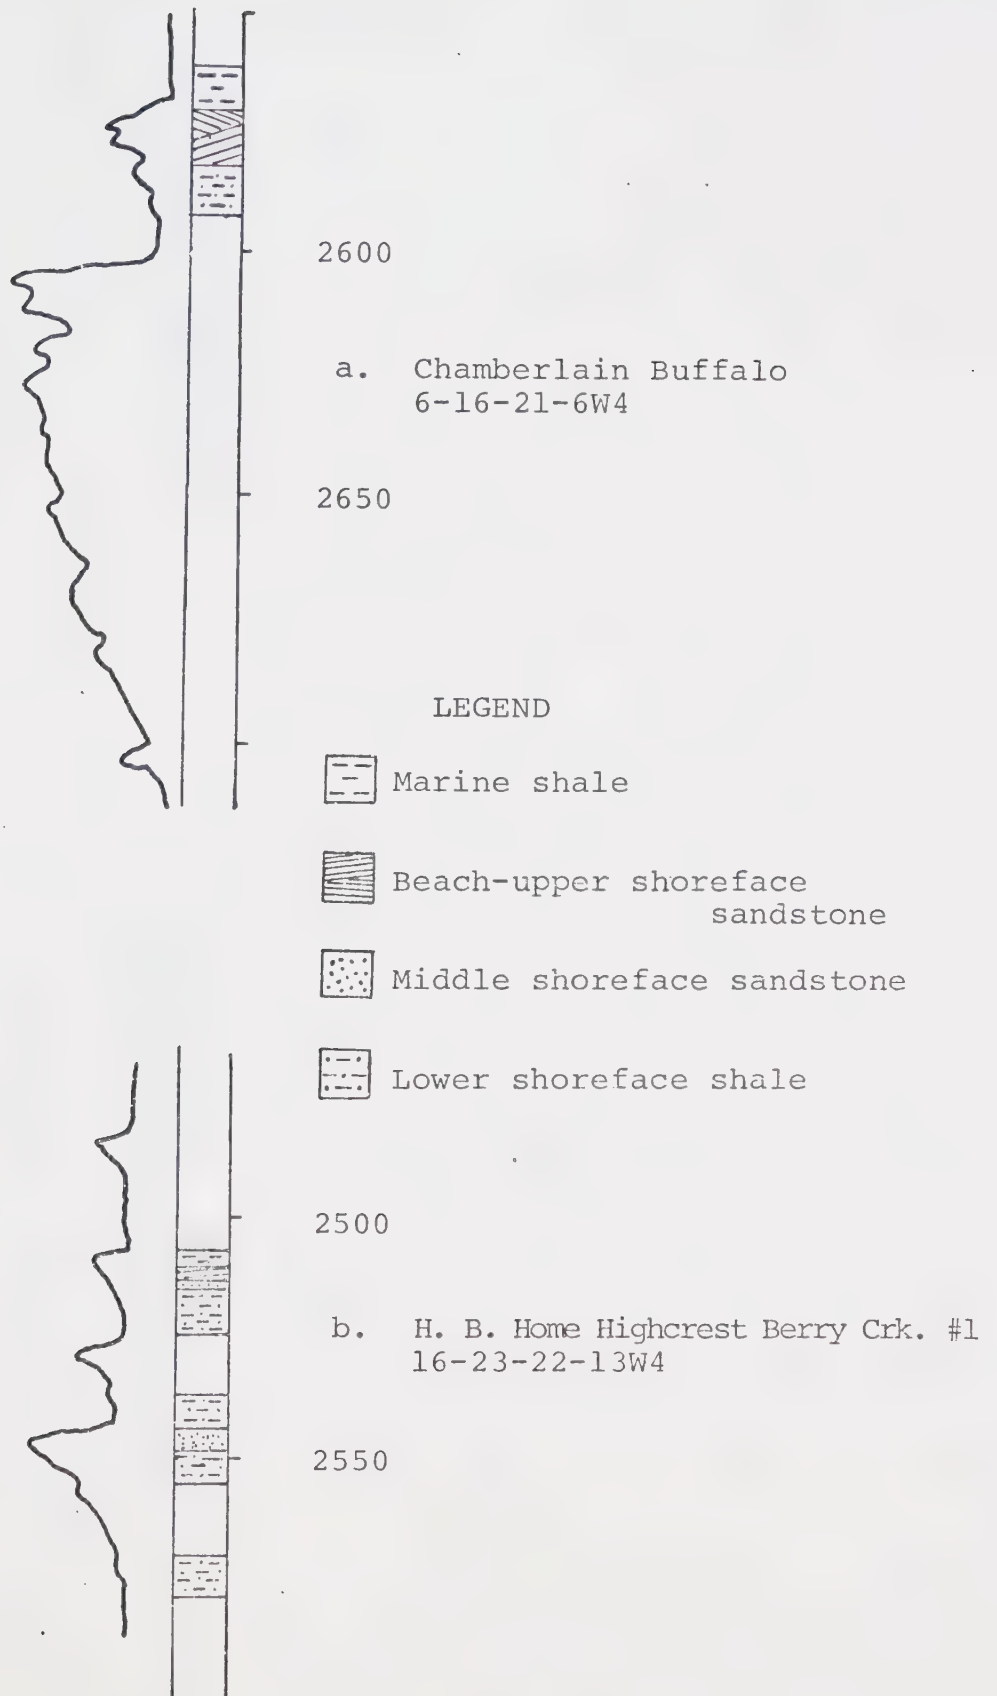 2600
a. Chamberlain Buffalo
6-16-21-6W4
2650
LEGEND
Marine shale
Beach-upper shoreface
sandstone
Middle shoreface sandstone
Lower shoreface shale
2500
b. H. B. Home Highcrest Berry Crk. #1
16-23-22-13W4
2550